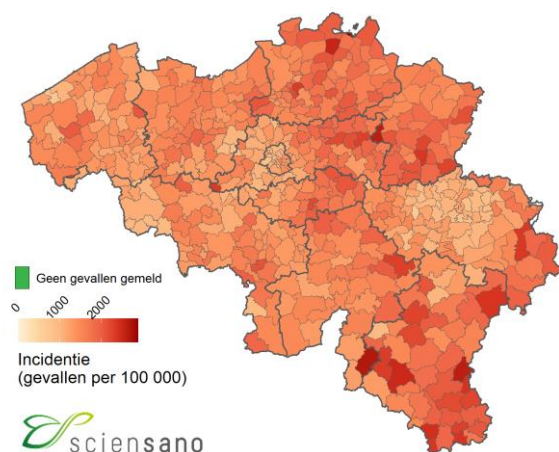 Geen gevallen gemeld
0 1000 2000
Incidentie
(gevallen per 100 000)
sciensano